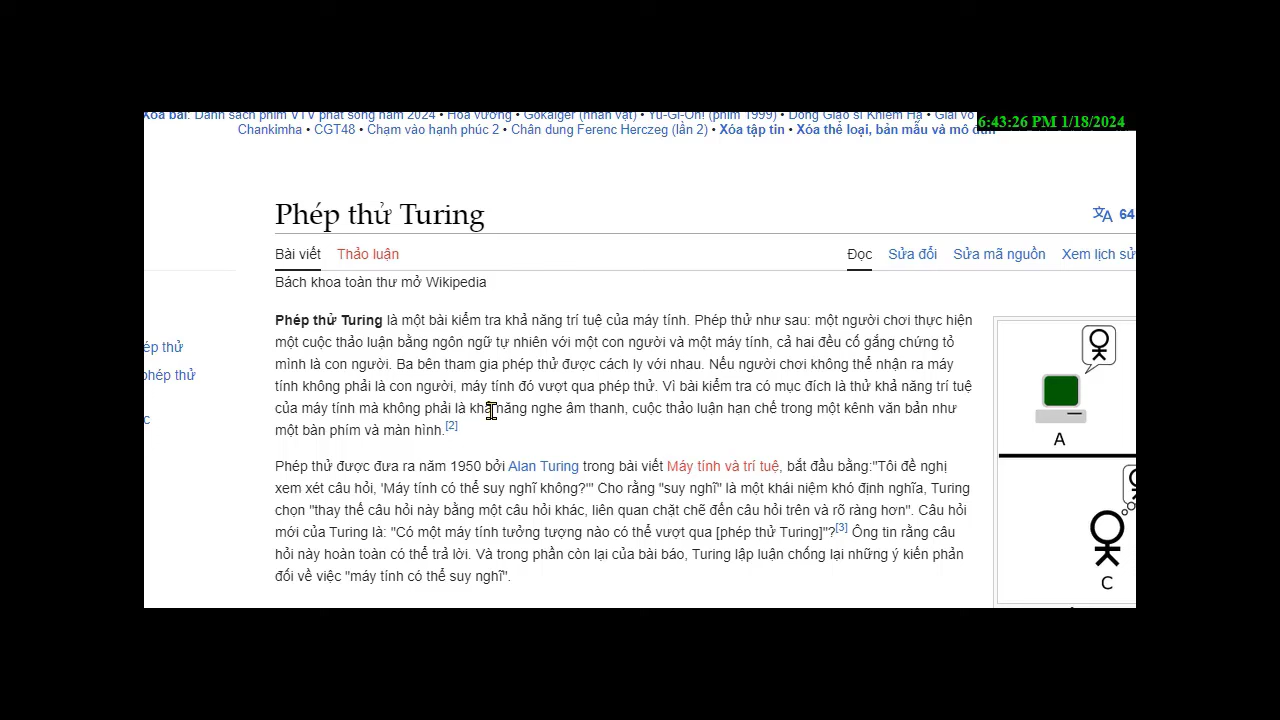 Xóa bài: Danh sách phim VTV phát sóng năm 2024 • Hỏa vương • Gokaiger (nhân vật) • Yu-Gi-Oh! (phim 1999) • Dòng Giáo sĩ Khiêm Hạ • Giải vô
Chankimha • CGT48 • Chạm vào hạnh phúc 2 • Chân dung Ferenc Herczeg (lần 2) • Xóa tập tin • Xóa thể loại, bản mẫu và mô đun
6:43:26 PM 1/18/2024
Phép thử Turing
64
Bài viết Thảo luận Đọc Sửa đổi Sửa mã nguồn Xem lịch sử
Bách khoa toàn thư mở Wikipedia
Phép thử Turing là một bài kiểm tra khả năng trí tuệ của máy tính. Phép thử như sau: một người chơi thực hiện
một cuộc thảo luận bằng ngôn ngữ tự nhiên với một con người và một máy tính, cả hai đều cố gắng chứng tỏ
mình là con người. Ba bên tham gia phép thử được cách ly với nhau. Nếu người chơi không thể nhận ra máy
tính không phải là con người, máy tính đó vượt qua phép thử. Vì bài kiểm tra có mục đích là thử khả năng trí tuệ
của máy tính mà không phải là khả năng nghe âm thanh, cuộc thảo luận hạn chế trong một kênh văn bản như
một bàn phím và màn hình.[2]
Phép thử được đưa ra năm 1950 bởi Alan Turing trong bài viết Máy tính và trí tuệ, bắt đầu bằng:"Tôi đề nghị
xem xét câu hỏi, 'Máy tính có thể suy nghĩ không?'" Cho rằng "suy nghĩ" là một khái niệm khó định nghĩa, Turing
chọn "thay thế câu hỏi này bằng một câu hỏi khác, liên quan chặt chẽ đến câu hỏi trên và rõ ràng hơn". Câu hỏi
mới của Turing là: "Có một máy tính tưởng tượng nào có thể vượt qua [phép thử Turing]"?[3] Ông tin rằng câu
hỏi này hoàn toàn có thể trả lời. Và trong phần còn lại của bài báo, Turing lập luận chống lại những ý kiến phản
đối về việc "máy tính có thể suy nghĩ".
ép thử
phép thử
c
A
C